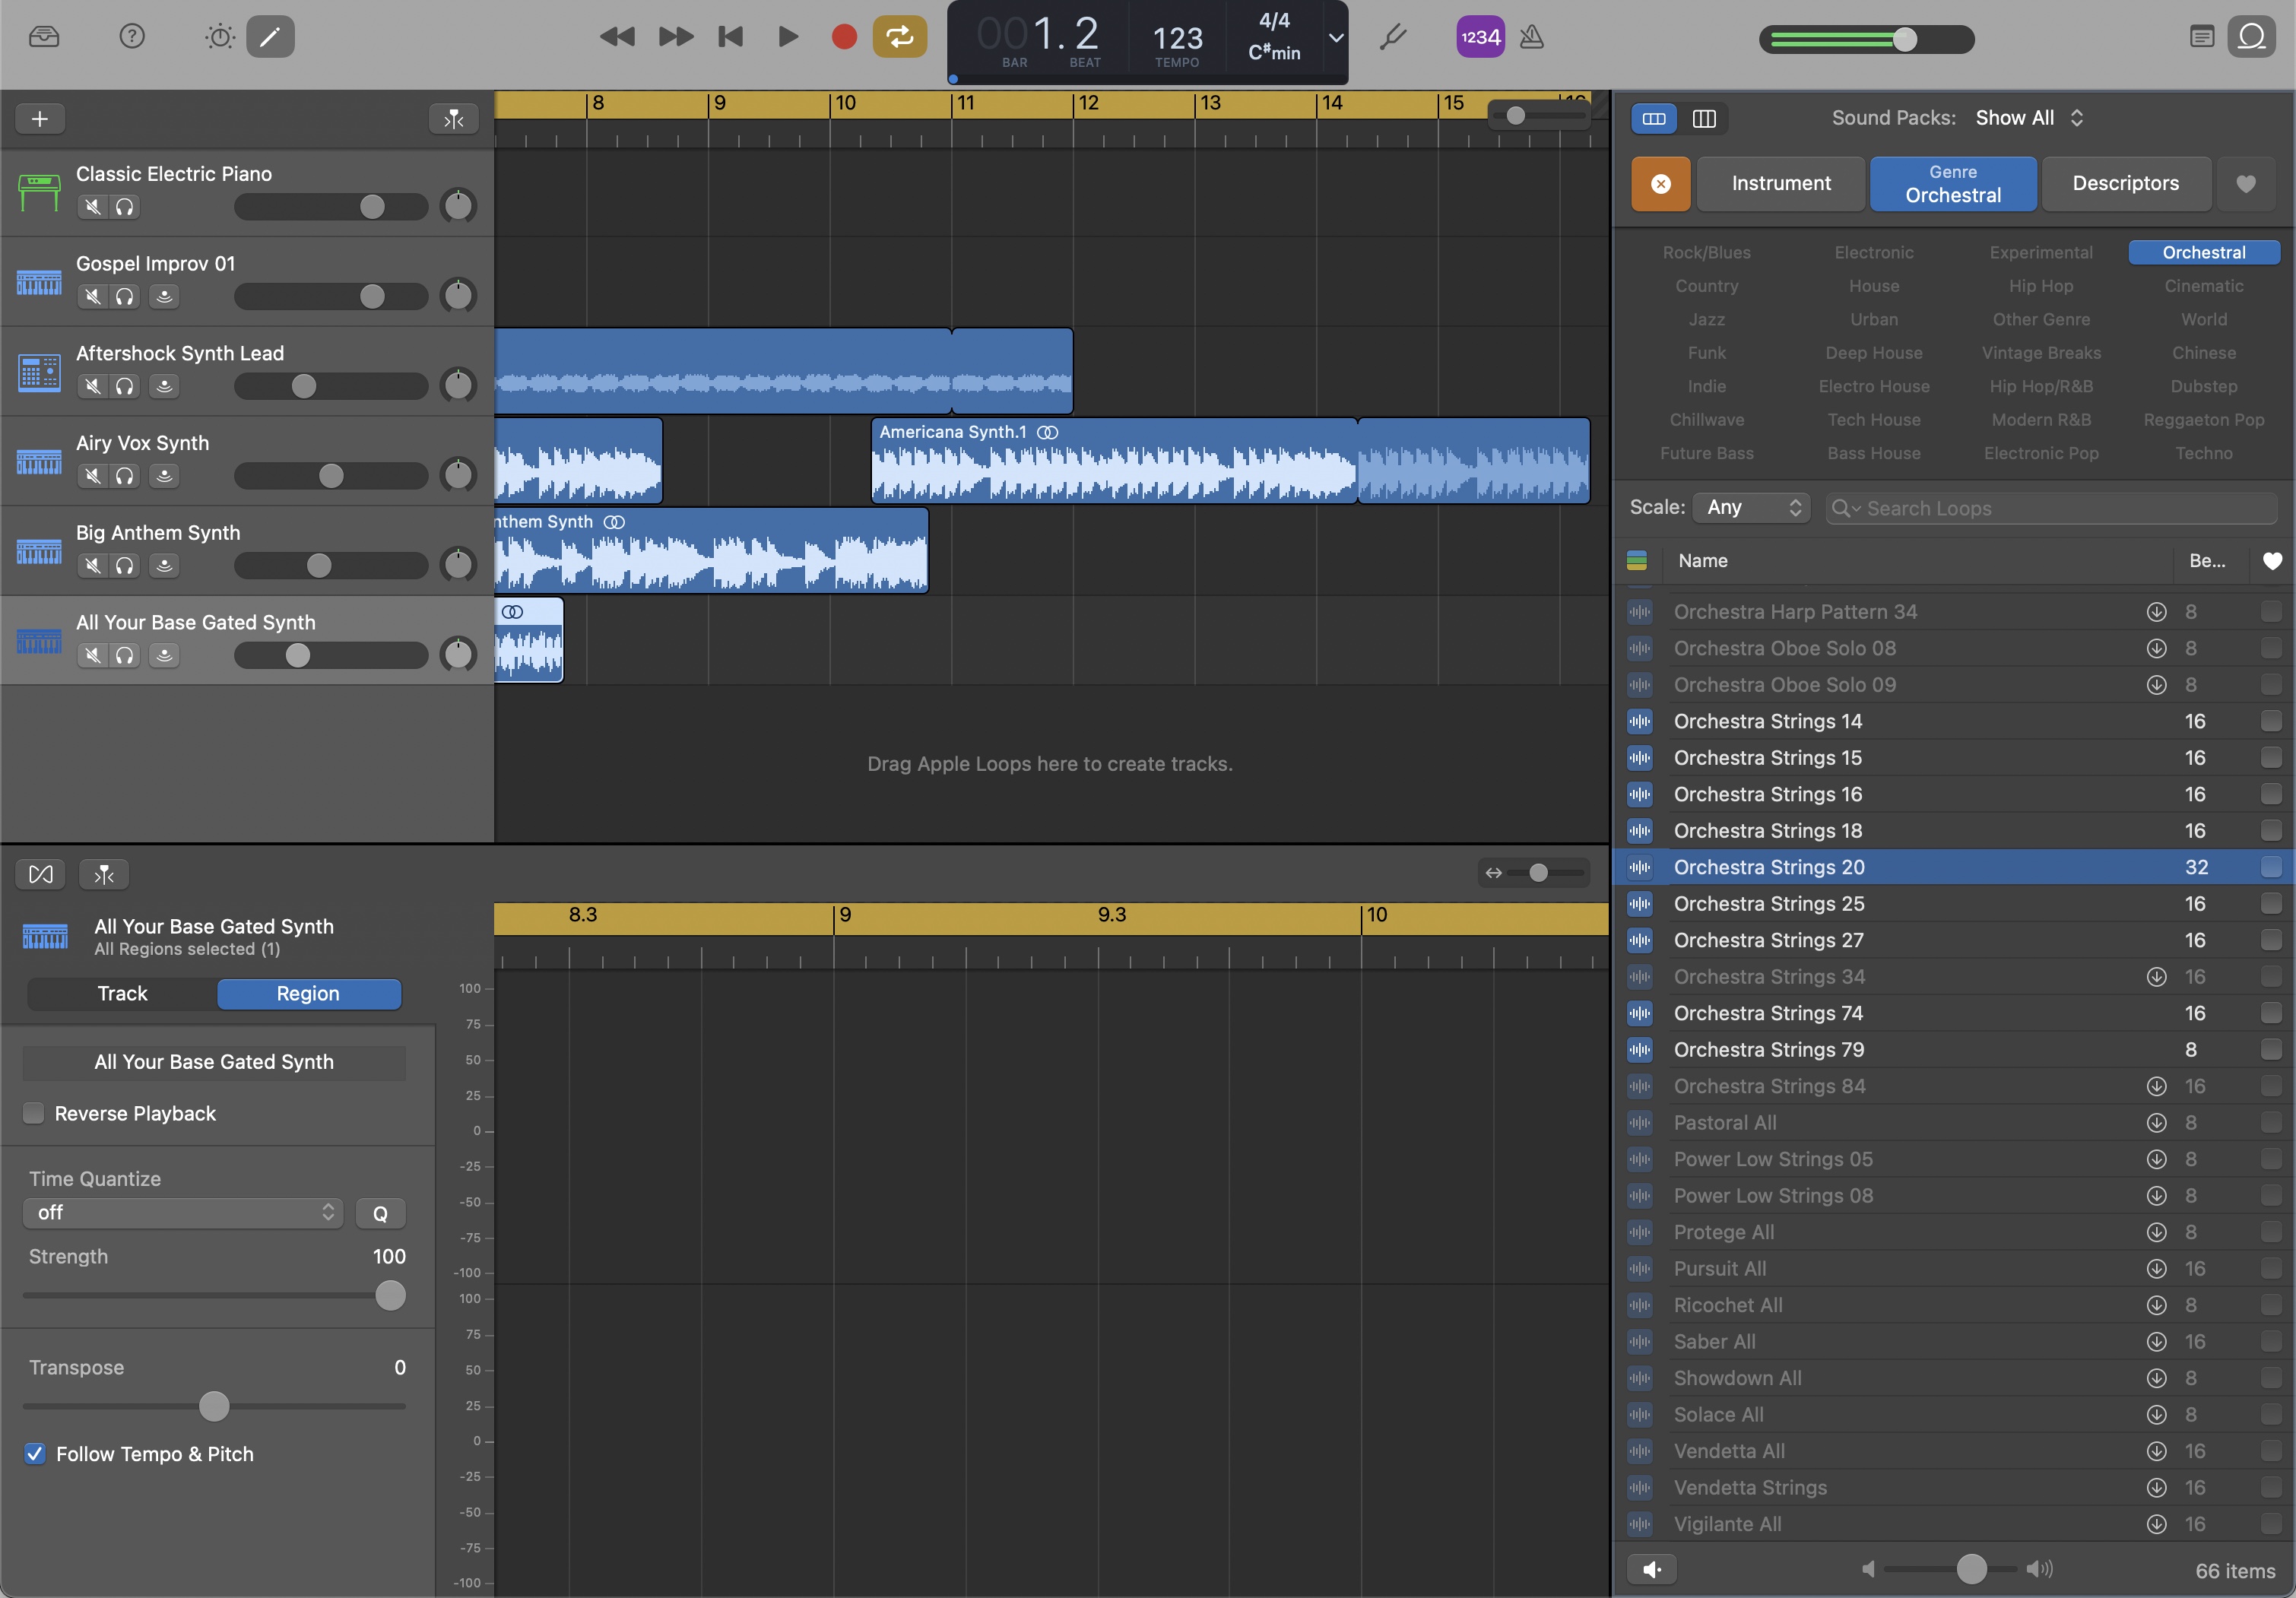 001.2
BAR
BEAT
123
TEMPO
4/4
C#min
1234
8
9
10
11
12
13
14
15
16
Classic Electric Piano
Gospel Improv 01
Aftershock Synth Lead
Airy Vox Synth
Big Anthem Synth
All Your Base Gated Synth
Americana Synth.1
nthem Synth
Drag Apple Loops here to create tracks.
All Your Base Gated Synth
All Regions selected (1)
Track
Region
All Your Base Gated Synth
Reverse Playback
Time Quantize
off
Q
Strength
100
Transpose
0
Follow Tempo & Pitch
8.3
9
9.3
10
100
75
50
25
0
-25
-50
-75
-100
100
75
50
25
0
-25
-50
-75
-100
Sound Packs: Show All
Instrument
Genre
Orchestral
Descriptors
Rock/Blues Electronic Experimental Orchestral
Country House Hip Hop Cinematic
Jazz Urban Other Genre World
Funk Deep House Vintage Breaks Chinese
Indie Electro House Hip Hop/R&B Dubstep
Chillwave Tech House Modern R&B Reggaeton Pop
Future Bass Bass House Electronic Pop Techno
Scale: Any Search Loops
Name Be...
Orchestra Harp Pattern 34 8
Orchestra Oboe Solo 08 8
Orchestra Oboe Solo 09 8
Orchestra Strings 14 16
Orchestra Strings 15 16
Orchestra Strings 16 16
Orchestra Strings 18 16
Orchestra Strings 20 32
Orchestra Strings 25 16
Orchestra Strings 27 16
Orchestra Strings 34 16
Orchestra Strings 74 16
Orchestra Strings 79 8
Orchestra Strings 84 16
Pastoral All 8
Power Low Strings 05 8
Power Low Strings 08 8
Protege All 8
Pursuit All 16
Ricochet All 8
Saber All 16
Showdown All 8
Solace All 8
Vendetta All 16
Vendetta Strings 16
Vigilante All 16
66 items